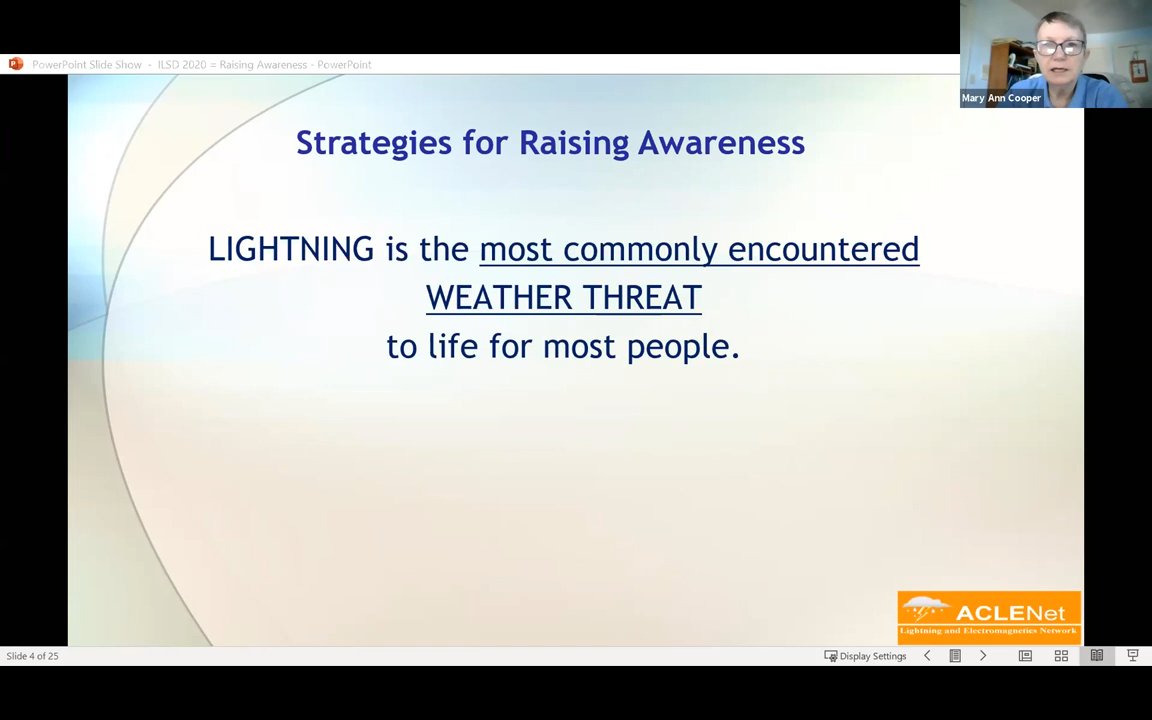 PowerPoint Slide Show - ILSD 2020 = Raising Awareness - PowerPoint
Mary Ann Cooper
Strategies for Raising Awareness
LIGHTNING is the most commonly encountered
WEATHER THREAT
to life for most people.
ACLENet
Lightning and Electromagnetics Network
Slide 4 of 25
Display Settings